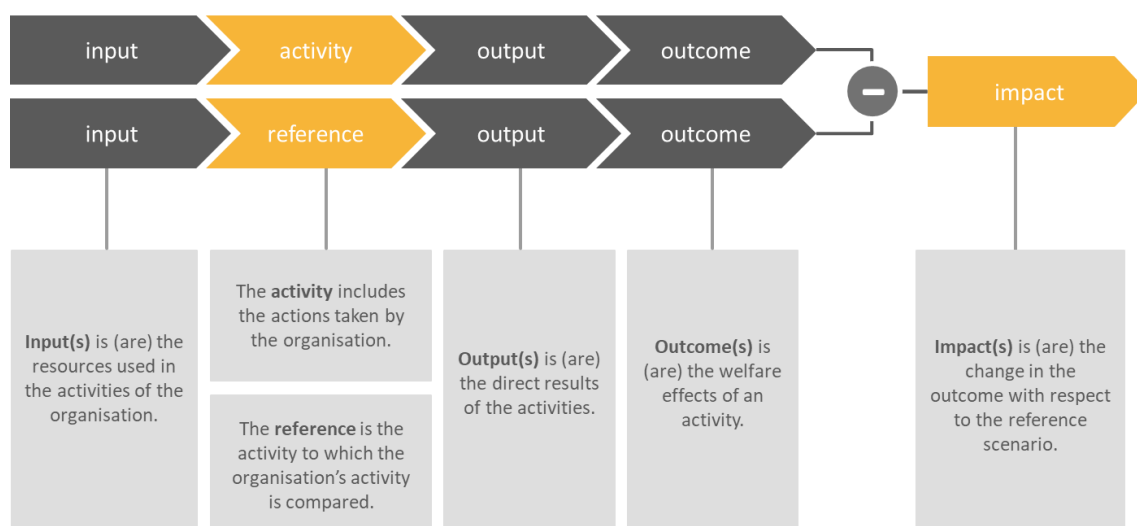 input
activity
output
outcome
impact
input
reference
output
outcome
Input(s) is (are) the
resources used in
the activities of the
organisation.
The activity includes
the actions taken by
the organisation.
The reference is the
activity to which the
organisation’s activity
is compared.
Output(s) is (are)
the direct results
of the activities.
Outcome(s) is
(are) the welfare
effects of an
activity.
Impact(s) is (are) the
change in the
outcome with respect
to the reference
scenario.